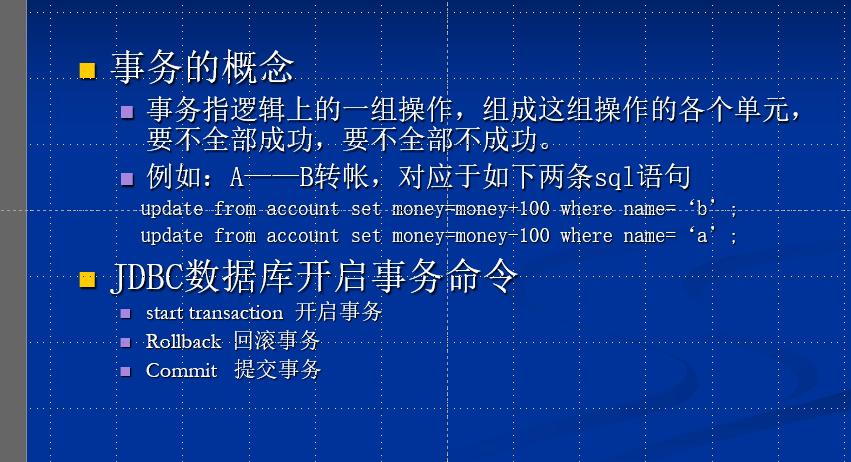 事务的概念
事务指逻辑上的一组操作，组成这组操作的各个单元，
要不全部成功，要不全部不成功。
例如：A——B转帐，对应于如下两条sql语句
update from account set money=money+100 where name=‘b’;
update from account set money=money-100 where name=‘a’;
JDBC数据库开启事务命令
start transaction 开启事务
Rollback 回滚事务
Commit 提交事务